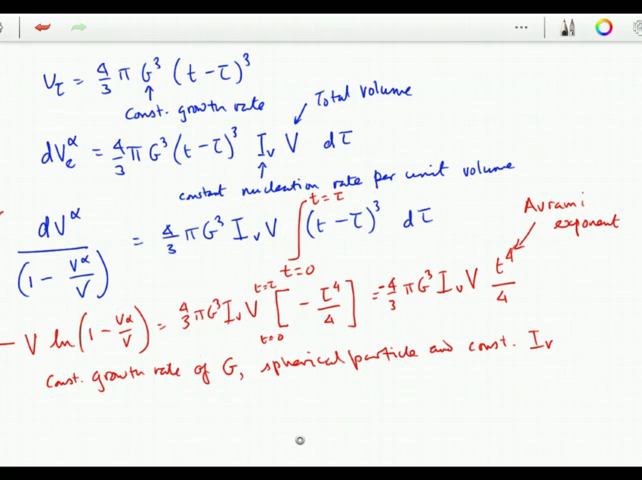 υ_τ = 4/3 π G³ (t − τ)³
Const. growth rate
Total volume
dV_e^α = 4/3 π G³ (t − τ)³ I_v V dτ
constant nucleation rate per unit volume
dV^α / (1 − V^α/V) = 4/3 π G³ I_v V ∫_{t=0}^{t=τ} (t − τ)³ dτ
Avrami
exponent
− V ln(1 − V^α/V) = 4/3 π G³ I_v V [− τ⁴/4]_{t=0}^{t=τ} = −4/3 π G³ I_v V t⁴/4
Const. growth rate of G, spherical particle and const. I_v